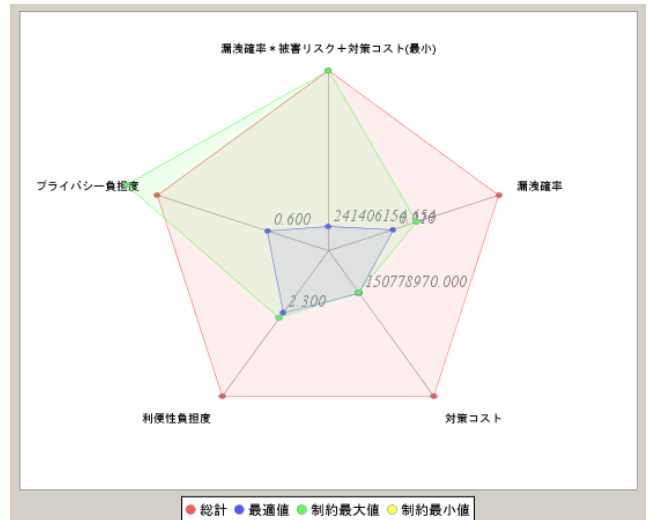 漏洩確率*被害リスク+対策コスト(最小)
プライバシー負担度
漏洩確率
0.600
241406154.654
150778970.000
2.300
利便性負担度
対策コスト
総計 最適値 制約最大値 制約最小値